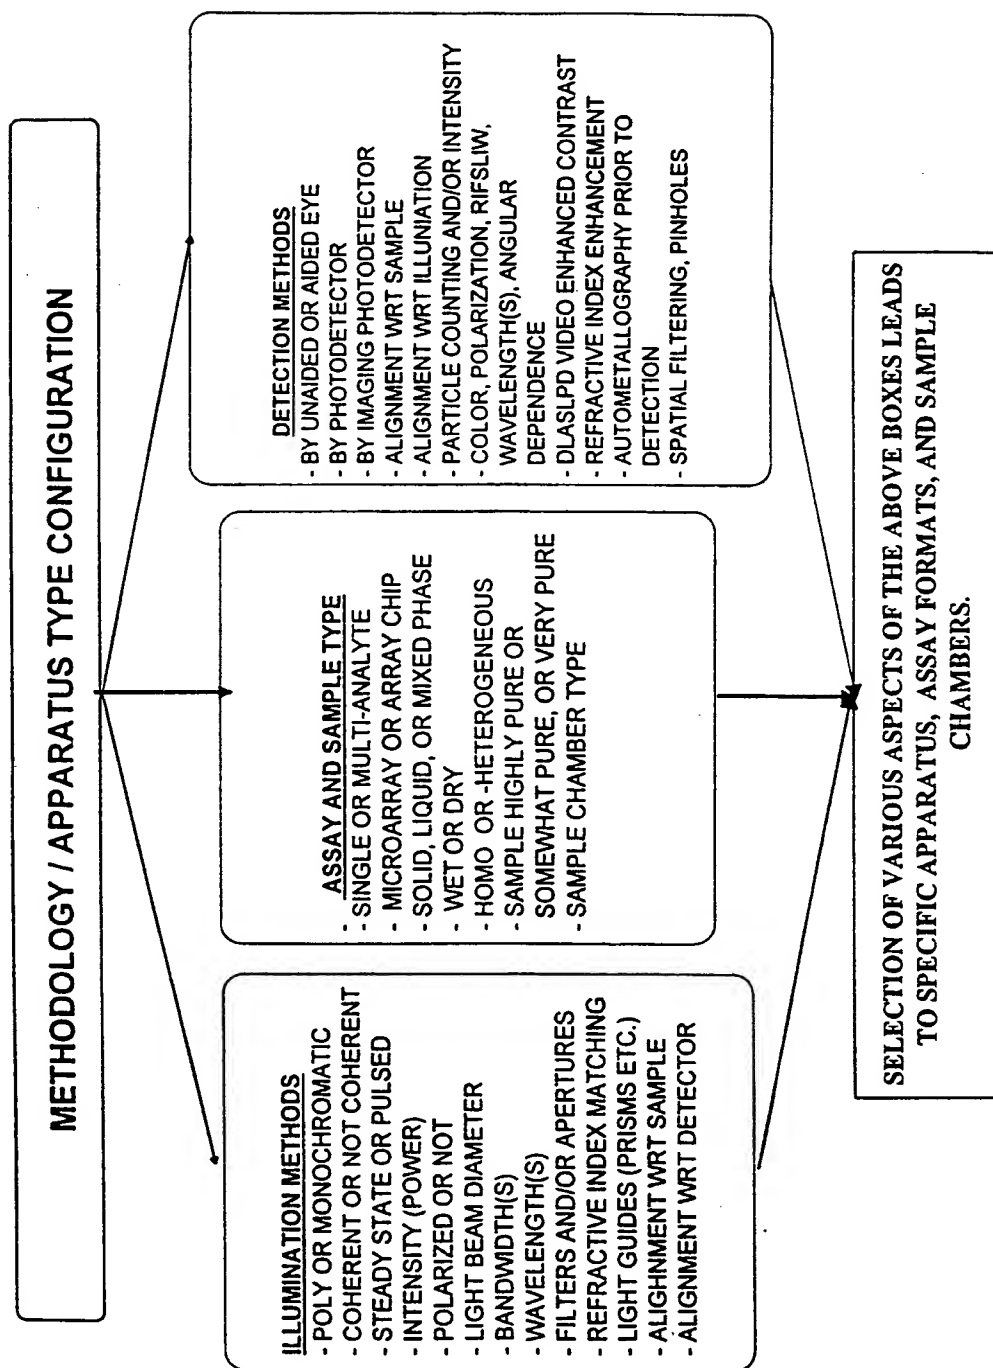 METHODOLOGY / APPARATUS TYPE CONFIGURATION
ILLUMINATION METHODS
- POLY OR MONOCHROMATIC
- COHERENT OR NOT COHERENT
- STEADY STATE OR PULSED
- INTENSITY (POWER)
- POLARIZED OR NOT
- LIGHT BEAM DIAMETER
- BANDWIDTH(S)
- WAVELENGTH(S)
- FILTERS AND/OR APERTURES
- REFRACTIVE INDEX MATCHING
- LIGHT GUIDES (PRISMS ETC.)
- ALIGHNMENT WRT SAMPLE
- ALIGNMENT WRT DETECTOR
- ASSAY AND SAMPLE TYPE
- SINGLE OR MULTI-ANALYTE
- MICROARRAY OR ARRAY CHIP
- SOLID, LIQUID, OR MIXED PHASE
- WET OR DRY
- HOMO OR -HETEROGENEOUS
- SAMPLE HIGHLY PURE OR
SOMEWHAT PURE, OR VERY PURE
- SAMPLE CHAMBER TYPE
DETECTION METHODS
- BY UNAIDED OR AIDED EYE
- BY PHOTODETECTOR
- BY IMAGING PHOTODETECTOR
- ALIGNMENT WRT SAMPLE
- ALIGNMENT WRT ILLUNIATION
- PARTICLE COUNTING AND/OR INTENSITY
- COLOR, POLARIZATION, RIFSLIW,
WAVELENGTH(S), ANGULAR
DEPENDENCE
- DLASLPD VIDEO ENHANCED CONTRAST
- REFRACTIVE INDEX ENHANCEMENT
- AUTOMETALLOGRAPHY PRIOR TO
DETECTION
- SPATIAL FILTERING, PINHOLES
SELECTION OF VARIOUS ASPECTS OF THE ABOVE BOXES LEADS
TO SPECIFIC APPARATUS, ASSAY FORMATS, AND SAMPLE
CHAMBERS.